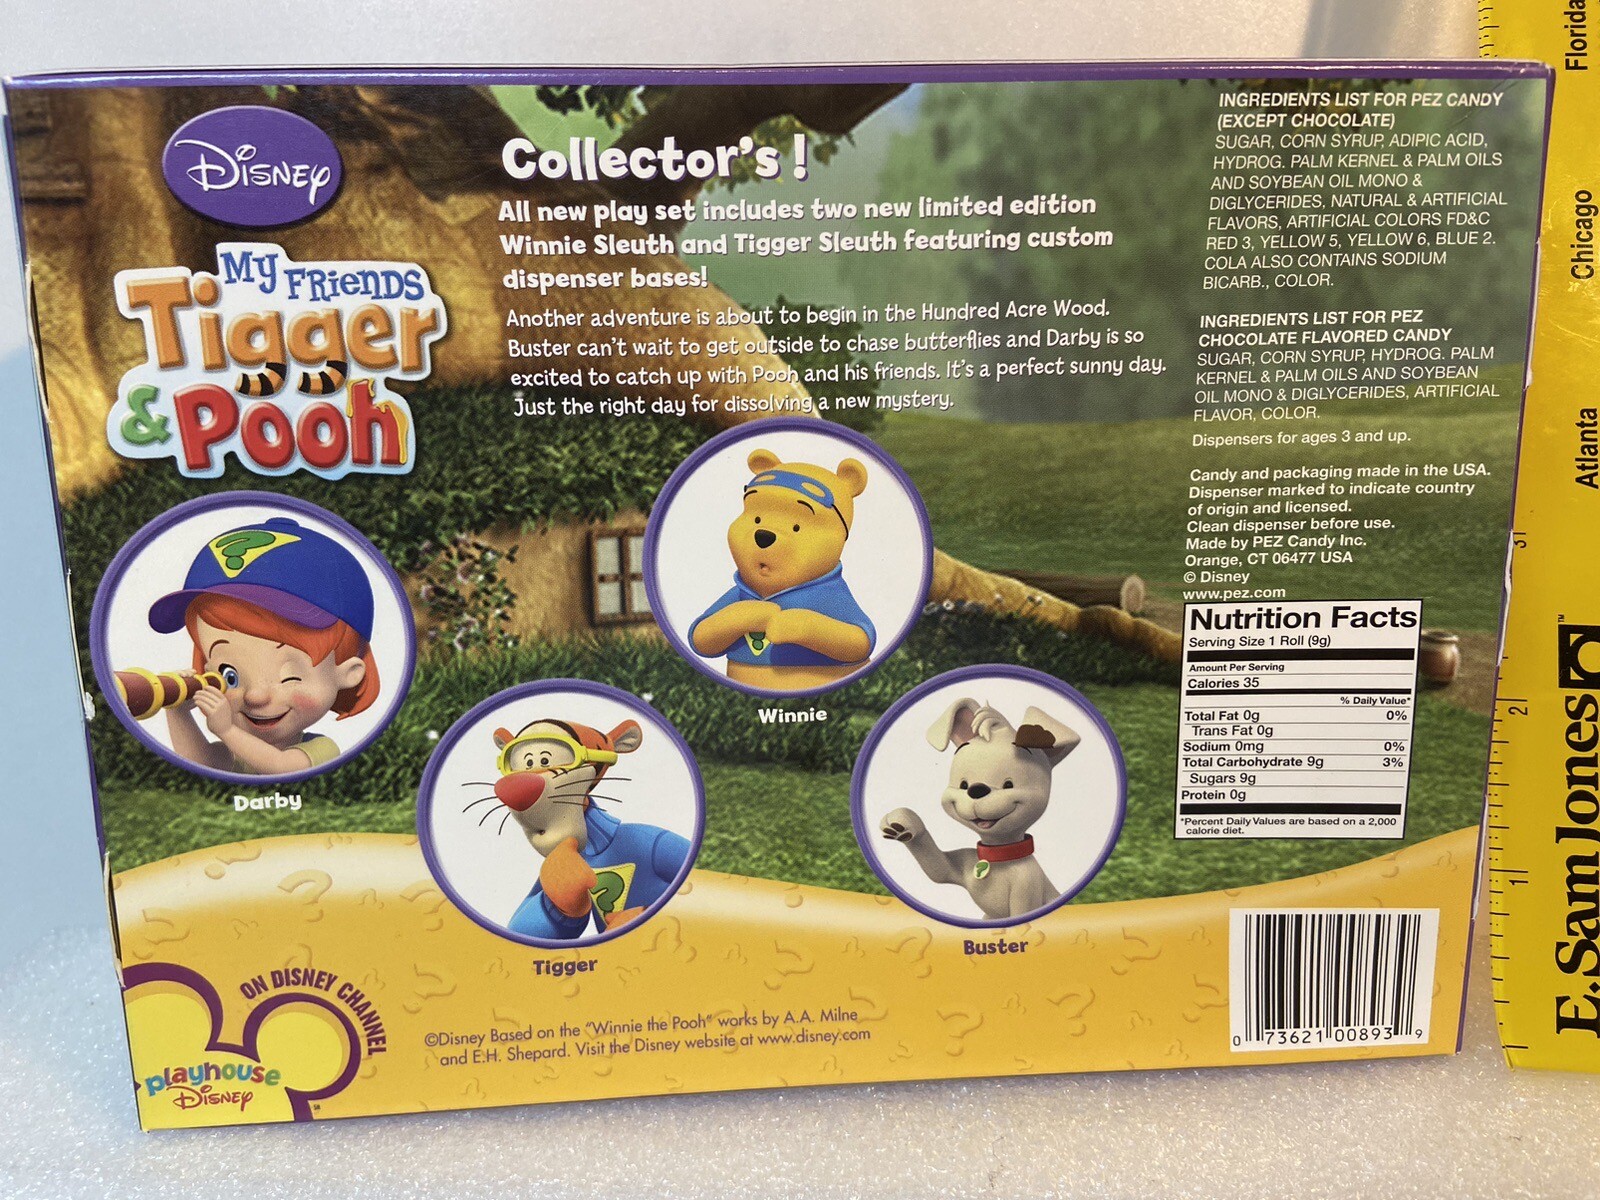 Disney
My Friends
Tigger
& Pooh
Collector's !
All new play set includes two new limited edition
Winnie Sleuth and Tigger Sleuth featuring custom
dispenser bases!
Another adventure is about to begin in the Hundred Acre Wood.
Buster can't wait to get outside to chase butterflies and Darby is so
excited to catch up with Pooh and his friends. It's a perfect sunny day.
Just the right day for dissolving a new mystery.
Darby
Tigger
Winnie
Buster
ON DISNEY CHANNEL
playhouse
Disney
©Disney Based on the "Winnie the Pooh" works by A.A. Milne
and E.H. Shepard. Visit the Disney website at www.disney.com
INGREDIENTS LIST FOR PEZ CANDY
(EXCEPT CHOCOLATE)
SUGAR, CORN SYRUP, ADIPIC ACID,
HYDROG. PALM KERNEL & PALM OILS
AND SOYBEAN OIL MONO &
DIGLYCERIDES, NATURAL & ARTIFICIAL
FLAVORS, ARTIFICIAL COLORS FD&C
RED 3, YELLOW 5, YELLOW 6, BLUE 2.
COLA ALSO CONTAINS SODIUM
BICARB., COLOR.
INGREDIENTS LIST FOR PEZ
CHOCOLATE FLAVORED CANDY
SUGAR, CORN SYRUP, HYDROG. PALM
KERNEL & PALM OILS AND SOYBEAN
OIL MONO & DIGLYCERIDES, ARTIFICIAL
FLAVOR, COLOR.
Dispensers for ages 3 and up.
Candy and packaging made in the USA.
Dispenser marked to indicate country
of origin and licensed.
Clean dispenser before use.
Made by PEZ Candy Inc.
Orange, CT 06477 USA
© Disney
www.pez.com
Nutrition Facts
Serving Size 1 Roll (9g)
Amount Per Serving
Calories 35
% Daily Value*
Total Fat 0g 0%
Trans Fat 0g
Sodium 0mg 0%
Total Carbohydrate 9g 3%
Sugars 9g
Protein 0g
*Percent Daily Values are based on a 2,000
calorie diet.
0 73621 00893 9
Florida
Chicago
Atlanta
E. Sam Jones™
3
2
1